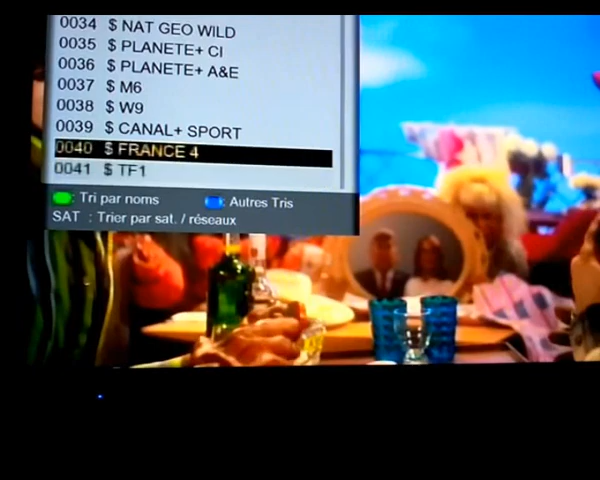 0034 $ NAT GEO WILD
0035 $ PLANETE+ CI
0036 $ PLANETE+ A&E
0037 $ M6
0038 $ W9
0039 $ CANAL+ SPORT
0040 $ FRANCE 4
0041 $ TF1
: Tri par noms : Autres Tris
SAT : Trier par sat. / réseaux